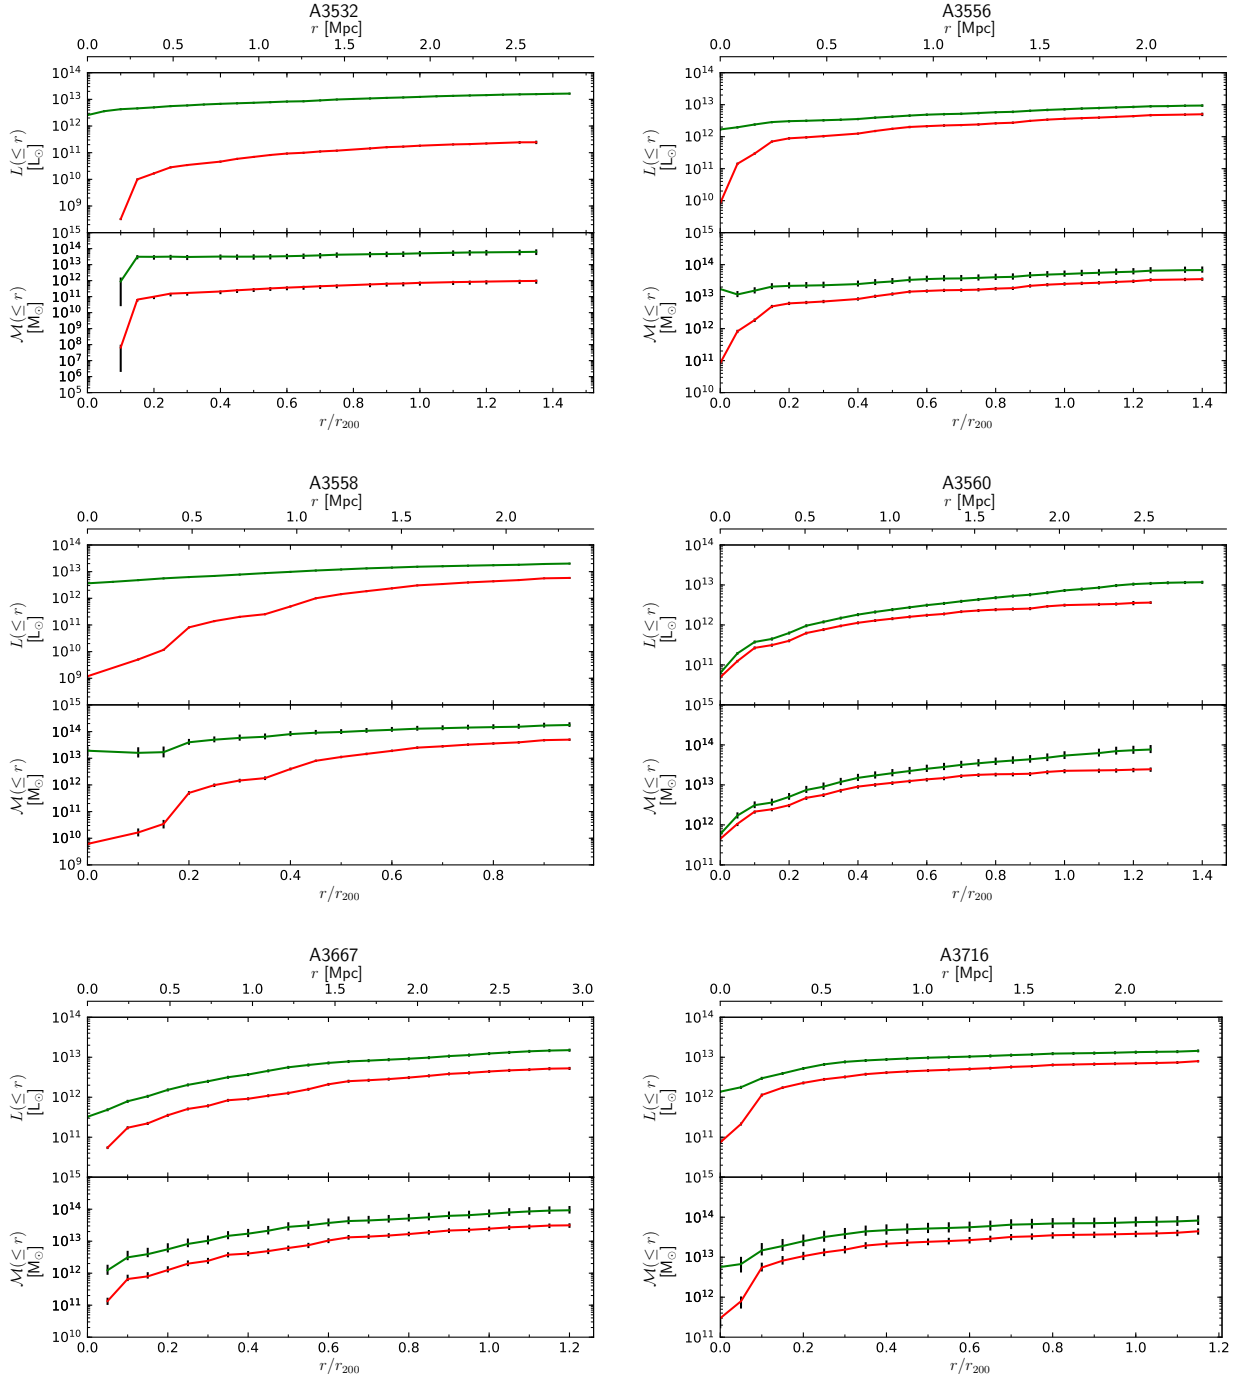 A3532
r [Mpc]
0.0 0.5 1.0 1.5 2.0 2.5
10^14
10^13
10^12
10^11
10^10
10^9
L(≤ r)
[L⊙]
10^15
10^14
10^13
10^12
10^11
10^10
10^9
10^8
10^7
10^6
10^5
M(≤ r)
[M⊙]
0.0 0.2 0.4 0.6 0.8 1.0 1.2 1.4
r/r200
A3556
r [Mpc]
0.0 0.5 1.0 1.5 2.0
10^14
10^13
10^12
10^11
10^10
L(≤ r)
[L⊙]
10^15
10^14
10^13
10^12
10^11
10^10
M(≤ r)
[M⊙]
0.0 0.2 0.4 0.6 0.8 1.0 1.2 1.4
r/r200
A3558
r [Mpc]
0.0 0.5 1.0 1.5 2.0
10^14
10^13
10^12
10^11
10^10
10^9
L(≤ r)
[L⊙]
10^15
10^14
10^13
10^12
10^11
10^10
10^9
M(≤ r)
[M⊙]
0.0 0.2 0.4 0.6 0.8
r/r200
A3560
r [Mpc]
0.0 0.5 1.0 1.5 2.0 2.5
10^14
10^13
10^12
10^11
L(≤ r)
[L⊙]
10^15
10^14
10^13
10^12
10^11
M(≤ r)
[M⊙]
0.0 0.2 0.4 0.6 0.8 1.0 1.2 1.4
r/r200
A3667
r [Mpc]
0.0 0.5 1.0 1.5 2.0 2.5 3.0
10^14
10^13
10^12
10^11
L(≤ r)
[L⊙]
10^15
10^14
10^13
10^12
10^11
10^10
M(≤ r)
[M⊙]
0.0 0.2 0.4 0.6 0.8 1.0 1.2
r/r200
A3716
r [Mpc]
0.0 0.5 1.0 1.5 2.0
10^14
10^13
10^12
10^11
L(≤ r)
[L⊙]
10^15
10^14
10^13
10^12
10^11
M(≤ r)
[M⊙]
0.0 0.2 0.4 0.6 0.8 1.0 1.2
r/r200